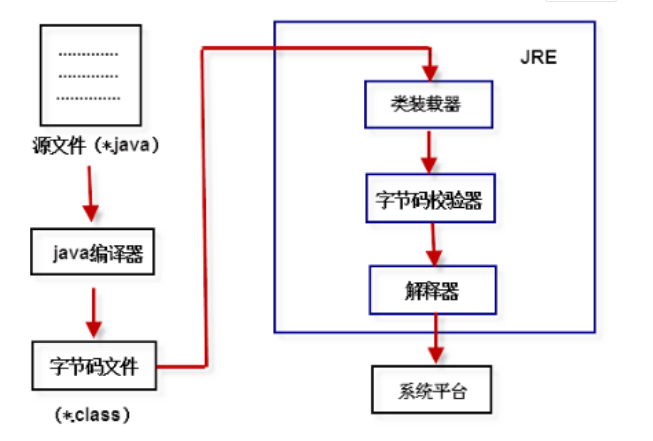 源文件 (*.java)
java编译器
字节码文件
(*.class)
JRE
类装载器
字节码校验器
解释器
系统平台